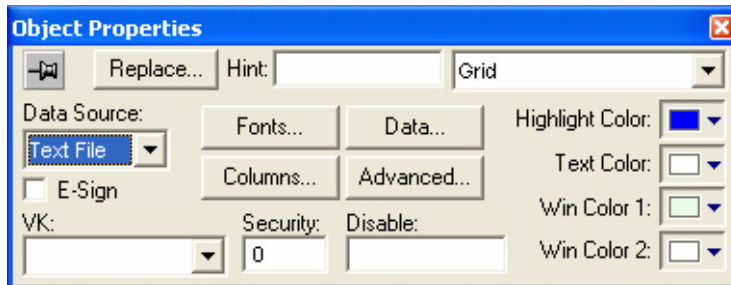 Object Properties
Replace... Hint: Grid
Data Source: Fonts... Data... Highlight Color:
Text File Text Color:
E-Sign Columns... Advanced... Win Color 1:
VK: Security: Disable:
0 Win Color 2: